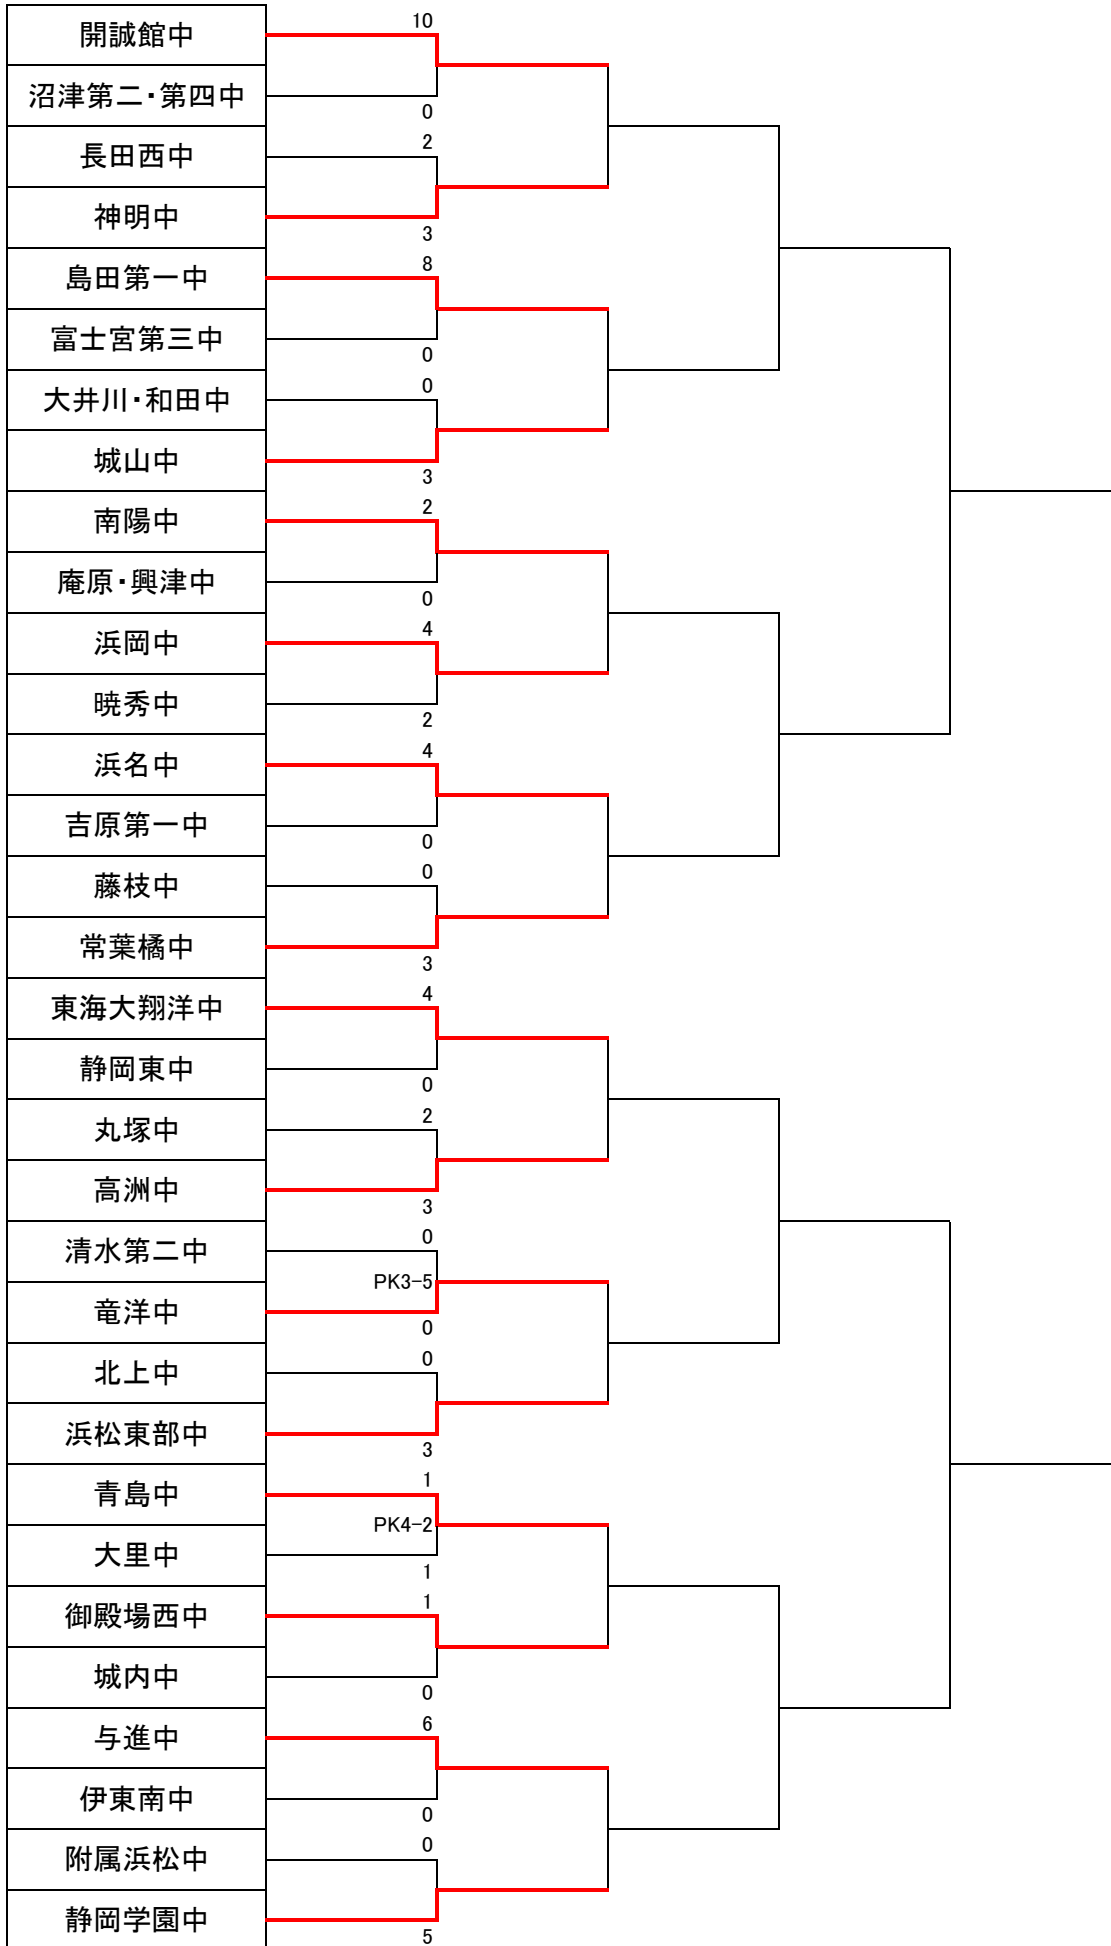 開誠館中
10
沼津第二・第四中
0
長田西中
2
神明中
3
島田第一中
8
富士宮第三中
0
大井川・和田中
0
城山中
3
南陽中
2
庵原・興津中
0
浜岡中
4
暁秀中
2
浜名中
4
吉原第一中
0
藤枝中
0
常葉橘中
3
東海大翔洋中
4
静岡東中
0
丸塚中
2
高洲中
3
清水第二中
0
PK3-5
竜洋中
0
北上中
0
浜松東部中
3
青島中
1
PK4-2
大里中
1
御殿場西中
1
城内中
0
与進中
6
伊東南中
0
附属浜松中
0
静岡学園中
5